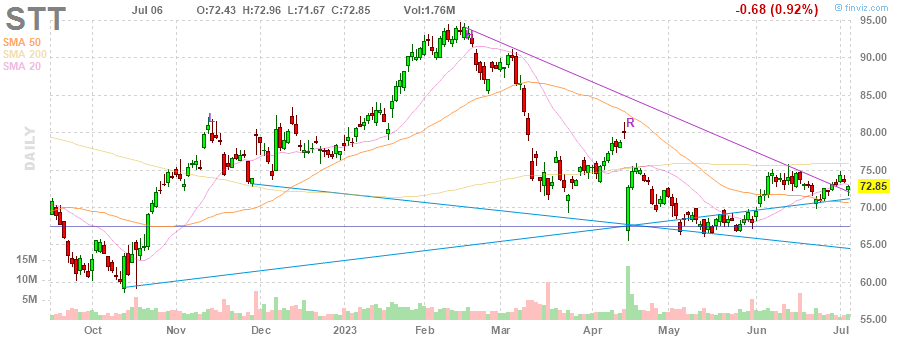 STT
Jul 06 O:72.43 H:72.96 L:71.67 C:72.85 Vol:1.76M -0.68 (0.92%)
© finviz.com
SMA 50
SMA 200
SMA 20
DAILY
95.00
90.00
85.00
80.00
75.00
72.85
70.00
65.00
60.00
55.00
15M
10M
5M
L
R
Oct Nov Dec 2023 Feb Mar Apr May Jun Jul